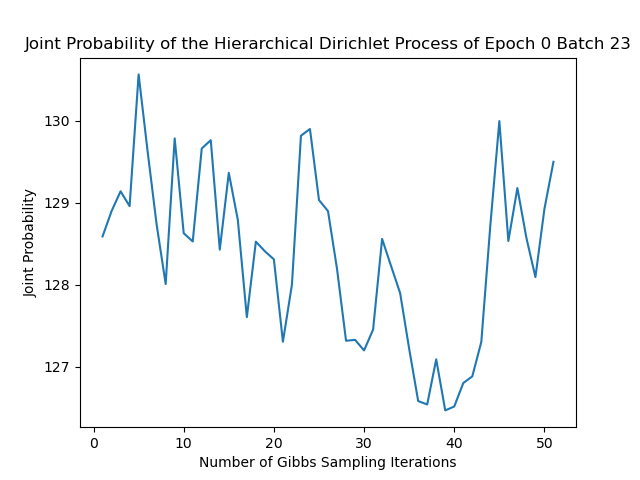 Joint Probability of the Hierarchical Dirichlet Process of Epoch 0 Batch 23
130
129
128
127
Joint Probability
0 10 20 30 40 50
Number of Gibbs Sampling Iterations